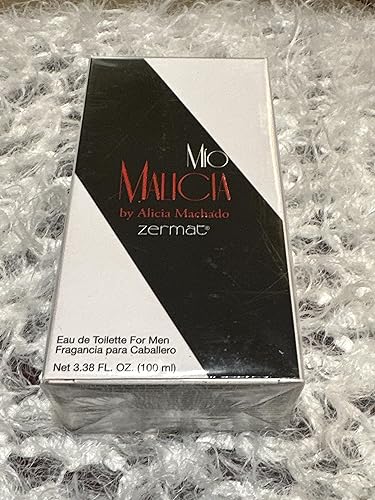 Mío
MALICIA
by Alicia Machado
zermat®
Eau de Toilette For Men
Fragancia para Caballero
Net 3.38 FL. OZ. (100 ml)